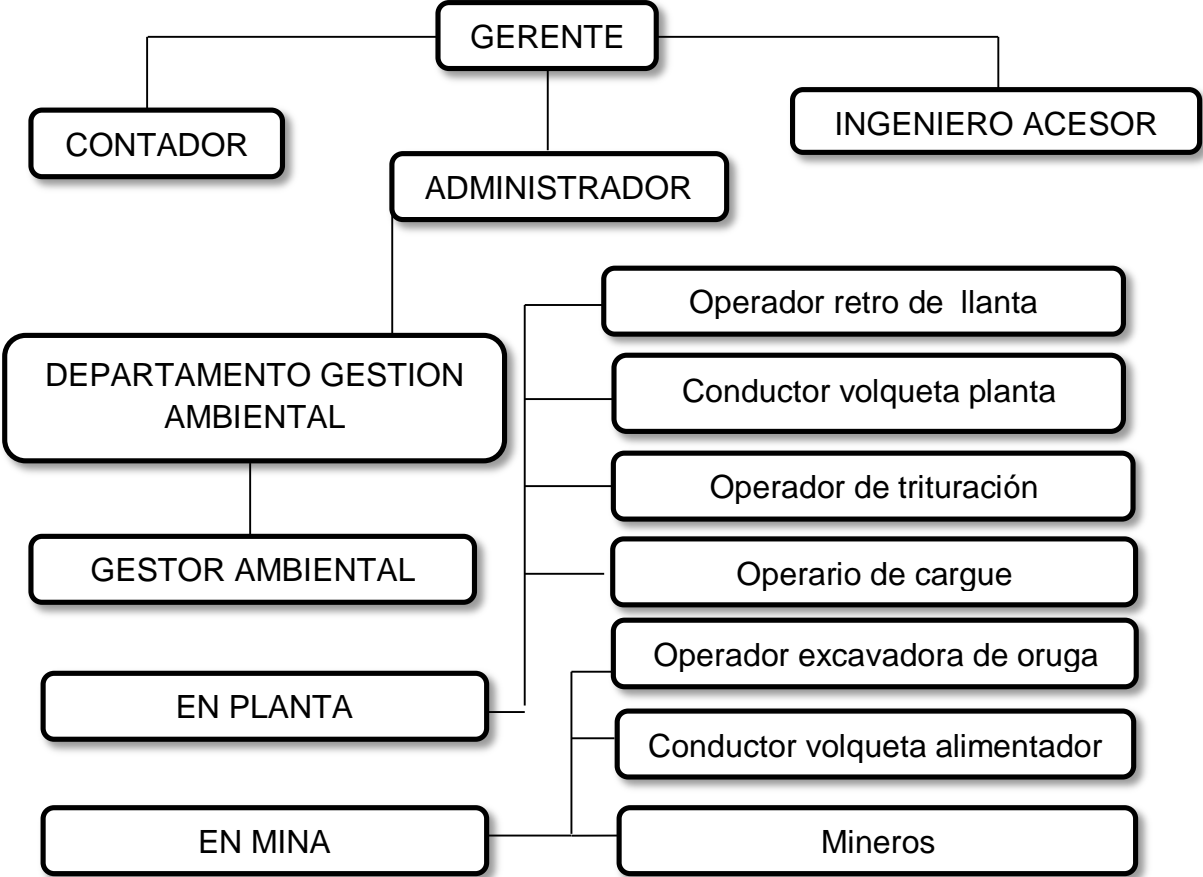 GERENTE
CONTADOR
INGENIERO ACESOR
ADMINISTRADOR
DEPARTAMENTO GESTION
AMBIENTAL
GESTOR AMBIENTAL
EN PLANTA
Operador retro de llanta
Conductor volqueta planta
Operador de trituración
Operario de cargue
EN MINA
Operador excavadora de oruga
Conductor volqueta alimentador
Mineros